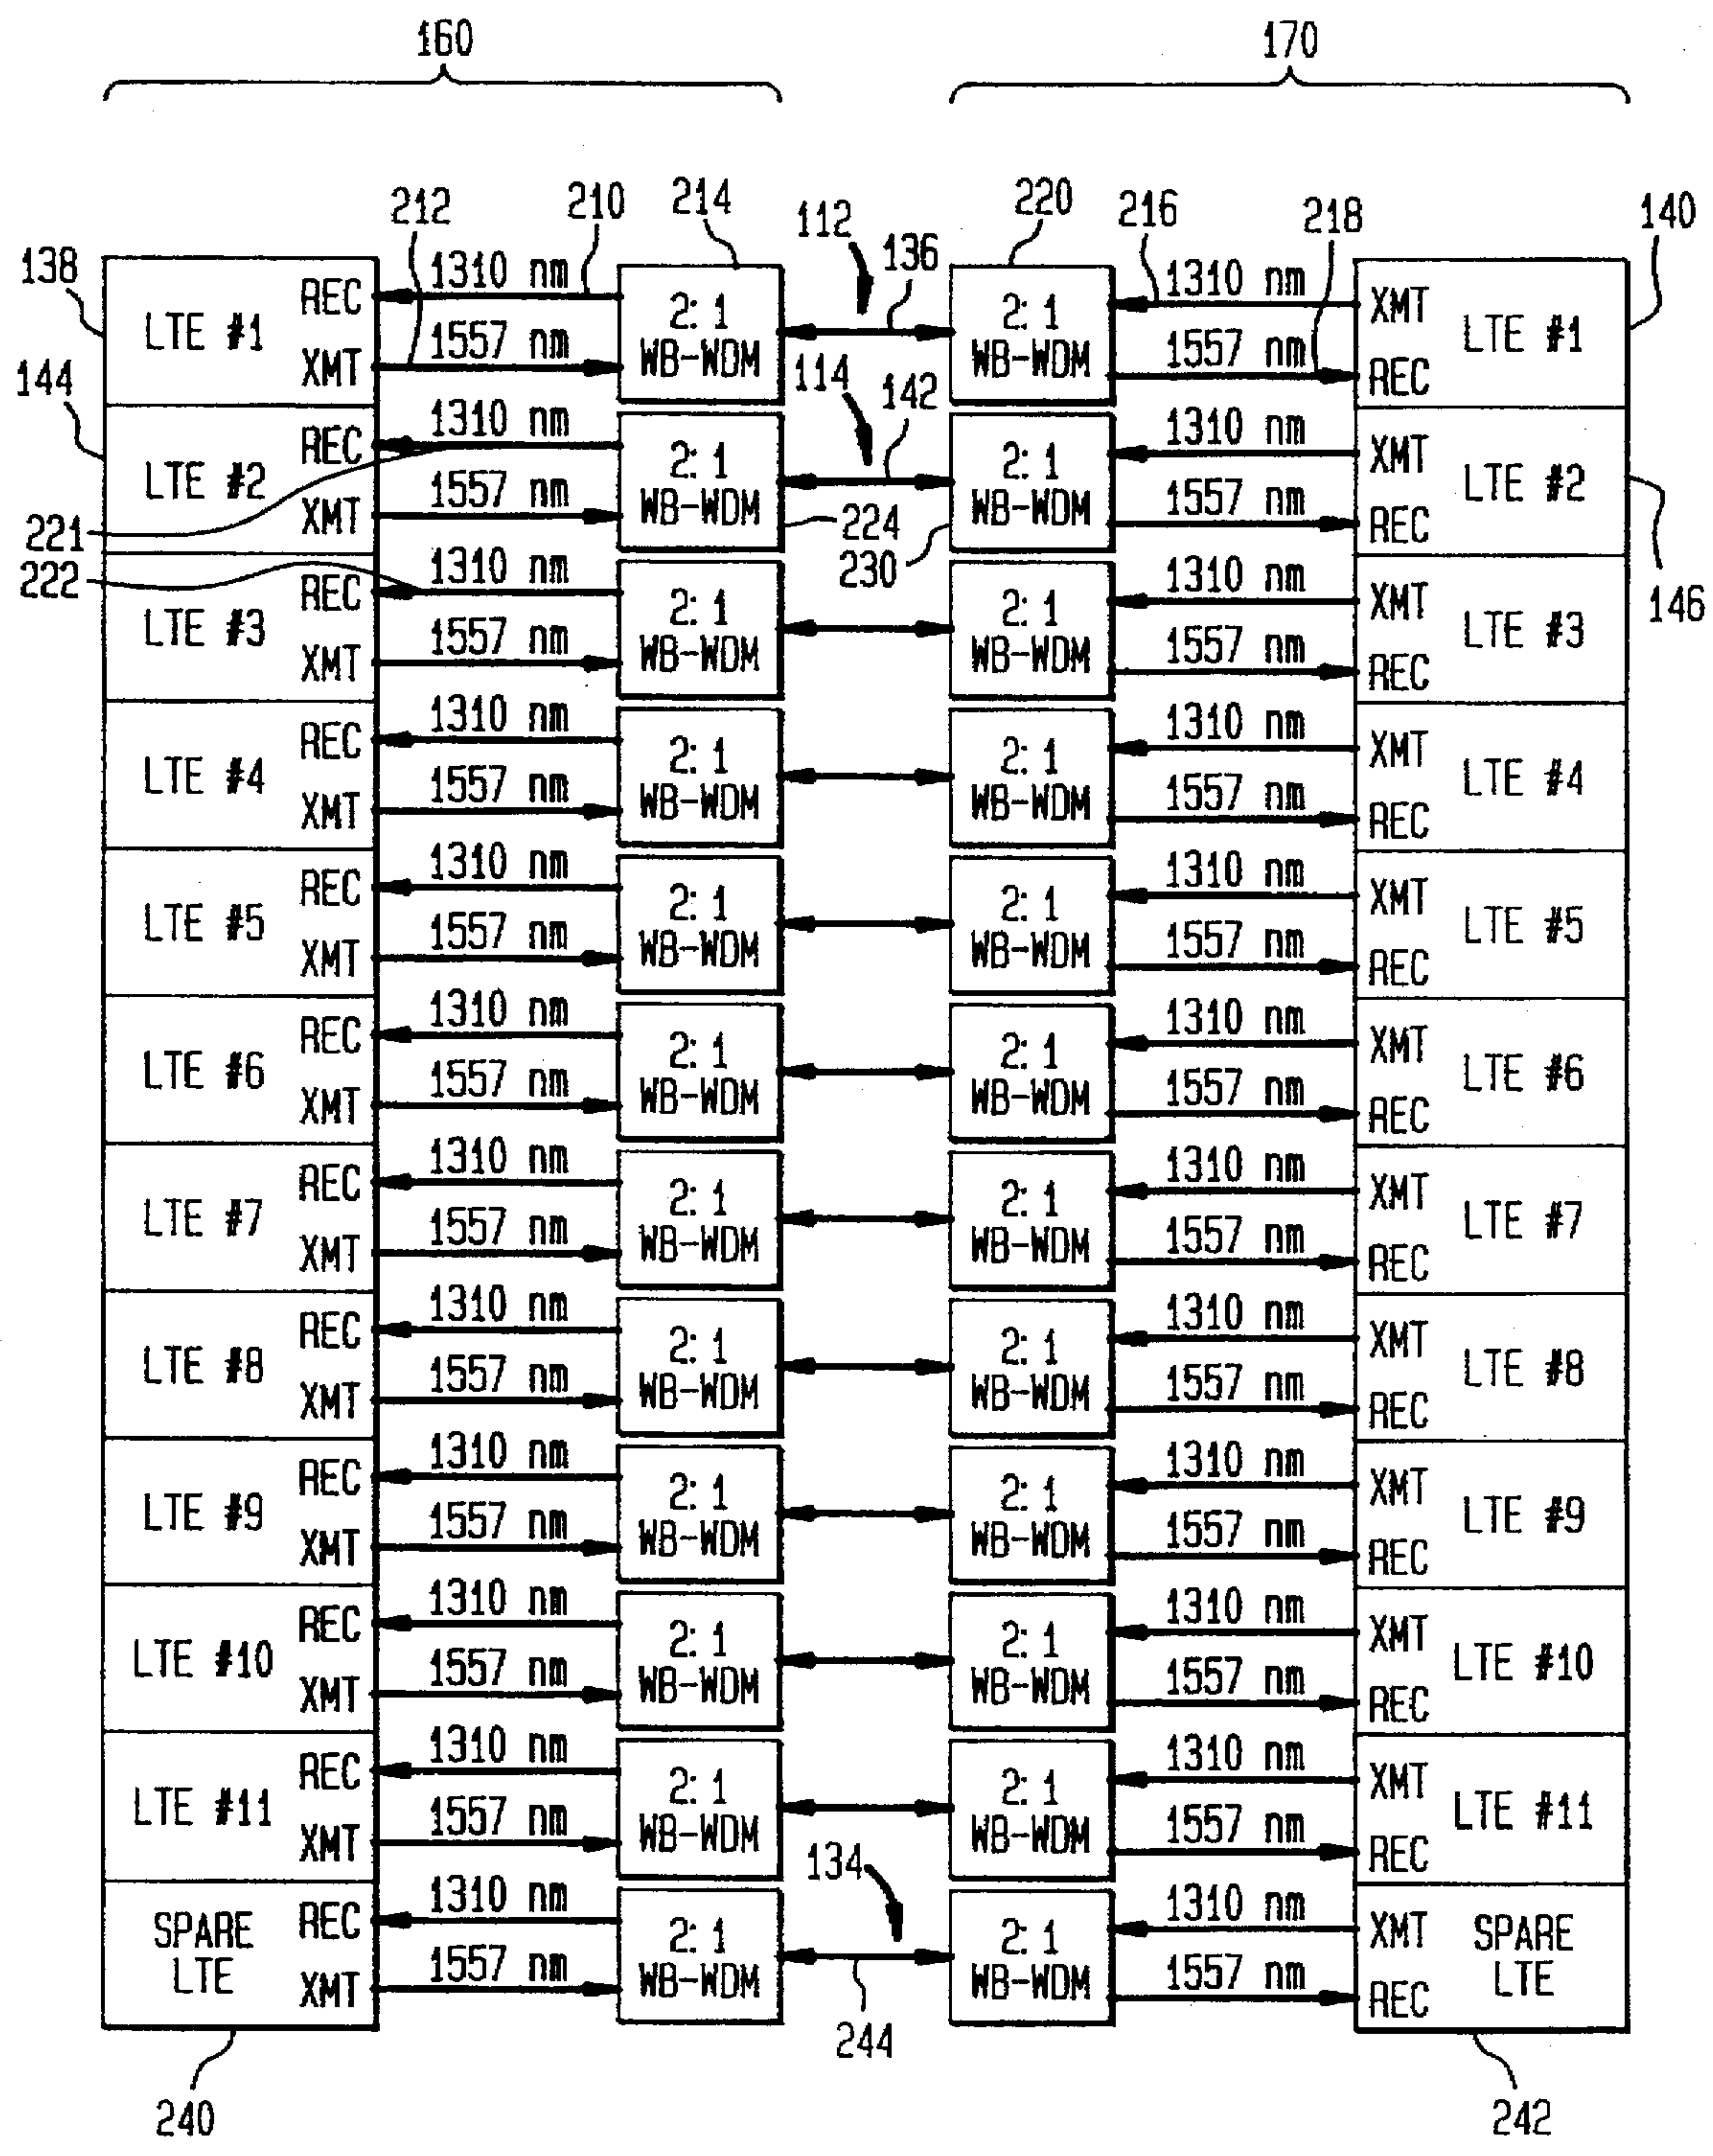 160 170
212 210 214 112 136 220 216 218 140
138 LTE #1 REC 1310 nm 2:1 WB-WDM 2:1 WB-WDM 1310 nm XMT LTE #1
XMT 1557 nm 1557 nm REC
144 114 142
LTE #2 REC 1310 nm 2:1 WB-WDM 2:1 WB-WDM 1310 nm XMT LTE #2
XMT 1557 nm 1557 nm REC
221 224 230 146
222
LTE #3 REC 1310 nm 2:1 WB-WDM 2:1 WB-WDM 1310 nm XMT LTE #3
XMT 1557 nm 1557 nm REC
LTE #4 REC 1310 nm 2:1 WB-WDM 2:1 WB-WDM 1310 nm XMT LTE #4
XMT 1557 nm 1557 nm REC
LTE #5 REC 1310 nm 2:1 WB-WDM 2:1 WB-WDM 1310 nm XMT LTE #5
XMT 1557 nm 1557 nm REC
LTE #6 REC 1310 nm 2:1 WB-WDM 2:1 WB-WDM 1310 nm XMT LTE #6
XMT 1557 nm 1557 nm REC
LTE #7 REC 1310 nm 2:1 WB-WDM 2:1 WB-WDM 1310 nm XMT LTE #7
XMT 1557 nm 1557 nm REC
LTE #8 REC 1310 nm 2:1 WB-WDM 2:1 WB-WDM 1310 nm XMT LTE #8
XMT 1557 nm 1557 nm REC
LTE #9 REC 1310 nm 2:1 WB-WDM 2:1 WB-WDM 1310 nm XMT LTE #9
XMT 1557 nm 1557 nm REC
LTE #10 REC 1310 nm 2:1 WB-WDM 2:1 WB-WDM 1310 nm XMT LTE #10
XMT 1557 nm 1557 nm REC
LTE #11 REC 1310 nm 2:1 WB-WDM 2:1 WB-WDM 1310 nm XMT LTE #11
XMT 1557 nm 1557 nm REC
134
SPARE LTE REC 1310 nm 2:1 WB-WDM 2:1 WB-WDM 1310 nm XMT SPARE LTE
XMT 1557 nm 1557 nm REC
240 244 242